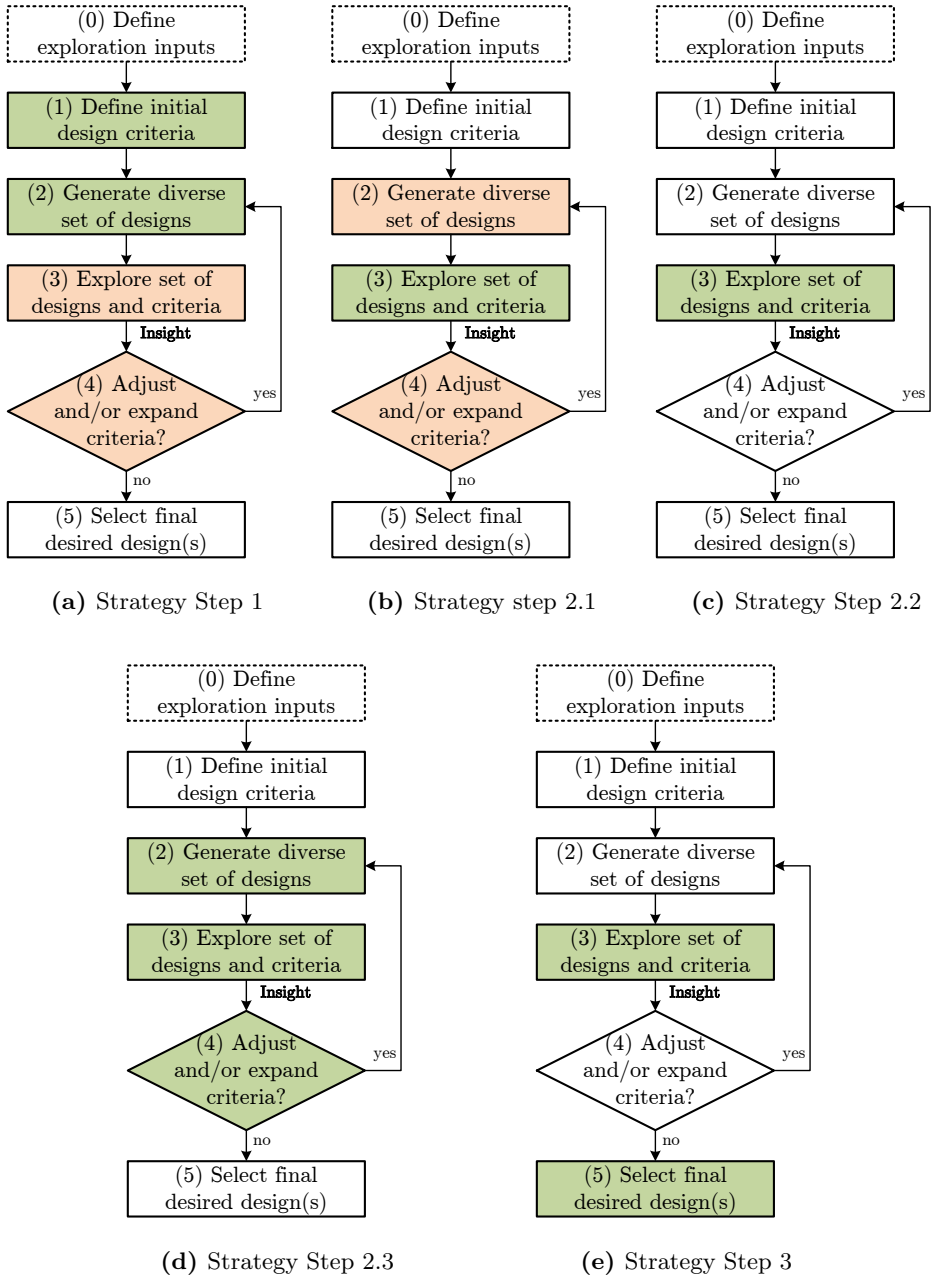 (0) Define
exploration inputs
(1) Define initial
design criteria
(2) Generate diverse
set of designs
(3) Explore set of
designs and criteria
Insight
(4) Adjust
and/or expand
criteria?
yes
no
(5) Select final
desired design(s)
(a) Strategy Step 1
(0) Define
exploration inputs
(1) Define initial
design criteria
(2) Generate diverse
set of designs
(3) Explore set of
designs and criteria
Insight
(4) Adjust
and/or expand
criteria?
yes
no
(5) Select final
desired design(s)
(b) Strategy step 2.1
(0) Define
exploration inputs
(1) Define initial
design criteria
(2) Generate diverse
set of designs
(3) Explore set of
designs and criteria
Insight
(4) Adjust
and/or expand
criteria?
yes
no
(5) Select final
desired design(s)
(c) Strategy Step 2.2
(0) Define
exploration inputs
(1) Define initial
design criteria
(2) Generate diverse
set of designs
(3) Explore set of
designs and criteria
Insight
(4) Adjust
and/or expand
criteria?
yes
no
(5) Select final
desired design(s)
(d) Strategy Step 2.3
(0) Define
exploration inputs
(1) Define initial
design criteria
(2) Generate diverse
set of designs
(3) Explore set of
designs and criteria
Insight
(4) Adjust
and/or expand
criteria?
yes
no
(5) Select final
desired design(s)
(e) Strategy Step 3